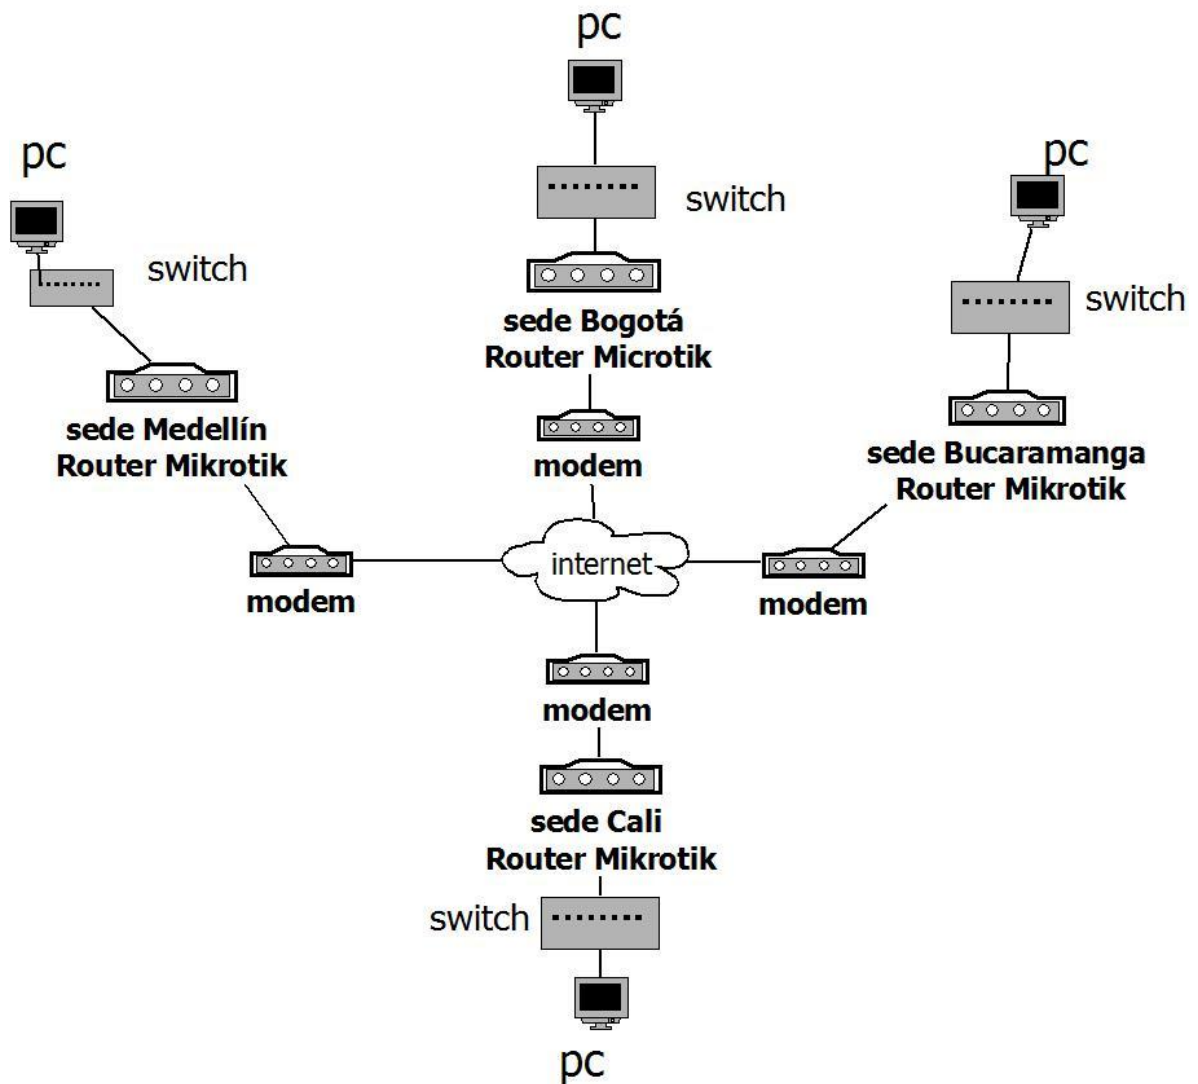 pc
pc
pc
switch
switch
switch
sede Bogotá
Router Microtik
sede Medellín
Router Mikrotik
modem
sede Bucaramanga
Router Mikrotik
internet
modem
modem
modem
sede Cali
Router Mikrotik
switch
pc